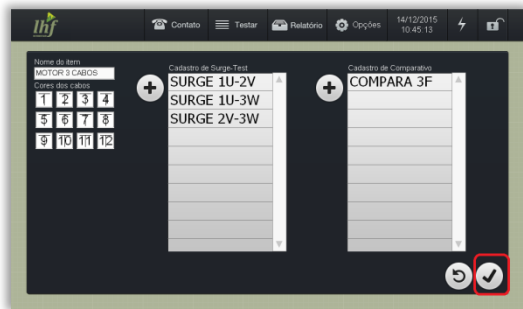 lhf
Contato
Testar
Relatório
Opções
14/12/2015
10:45:13
Nome do item
MOTOR 3 CABOS
Cores dos cabos
1 2 3 4
5 6 7 8
9 10 11 12
Cadastro de Surge-Test
SURGE 1U-2V
SURGE 1U-3W
SURGE 2V-3W
Cadastro de Comparativo
COMPARA 3F